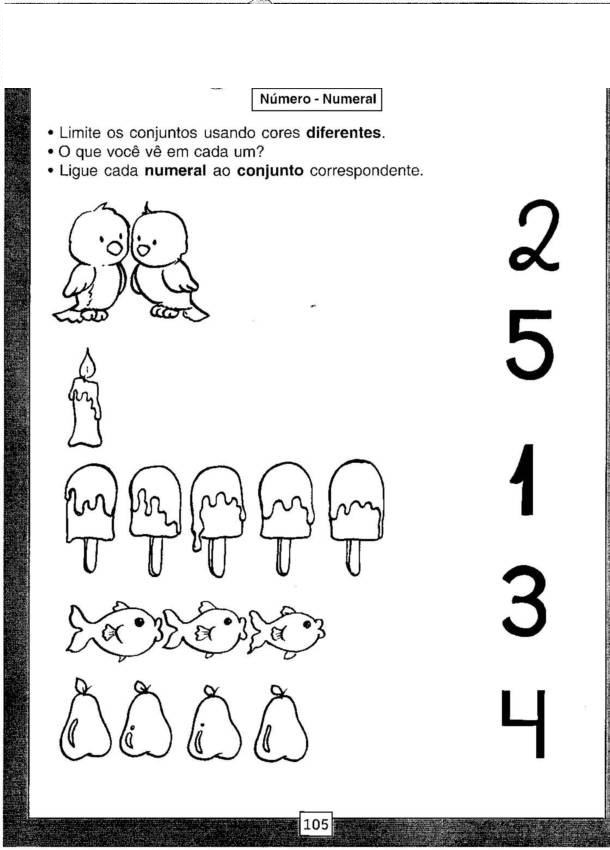 Número - Numeral
• Limite os conjuntos usando cores diferentes.
• O que você vê em cada um?
• Ligue cada numeral ao conjunto correspondente.
2
5
1
3
4
105